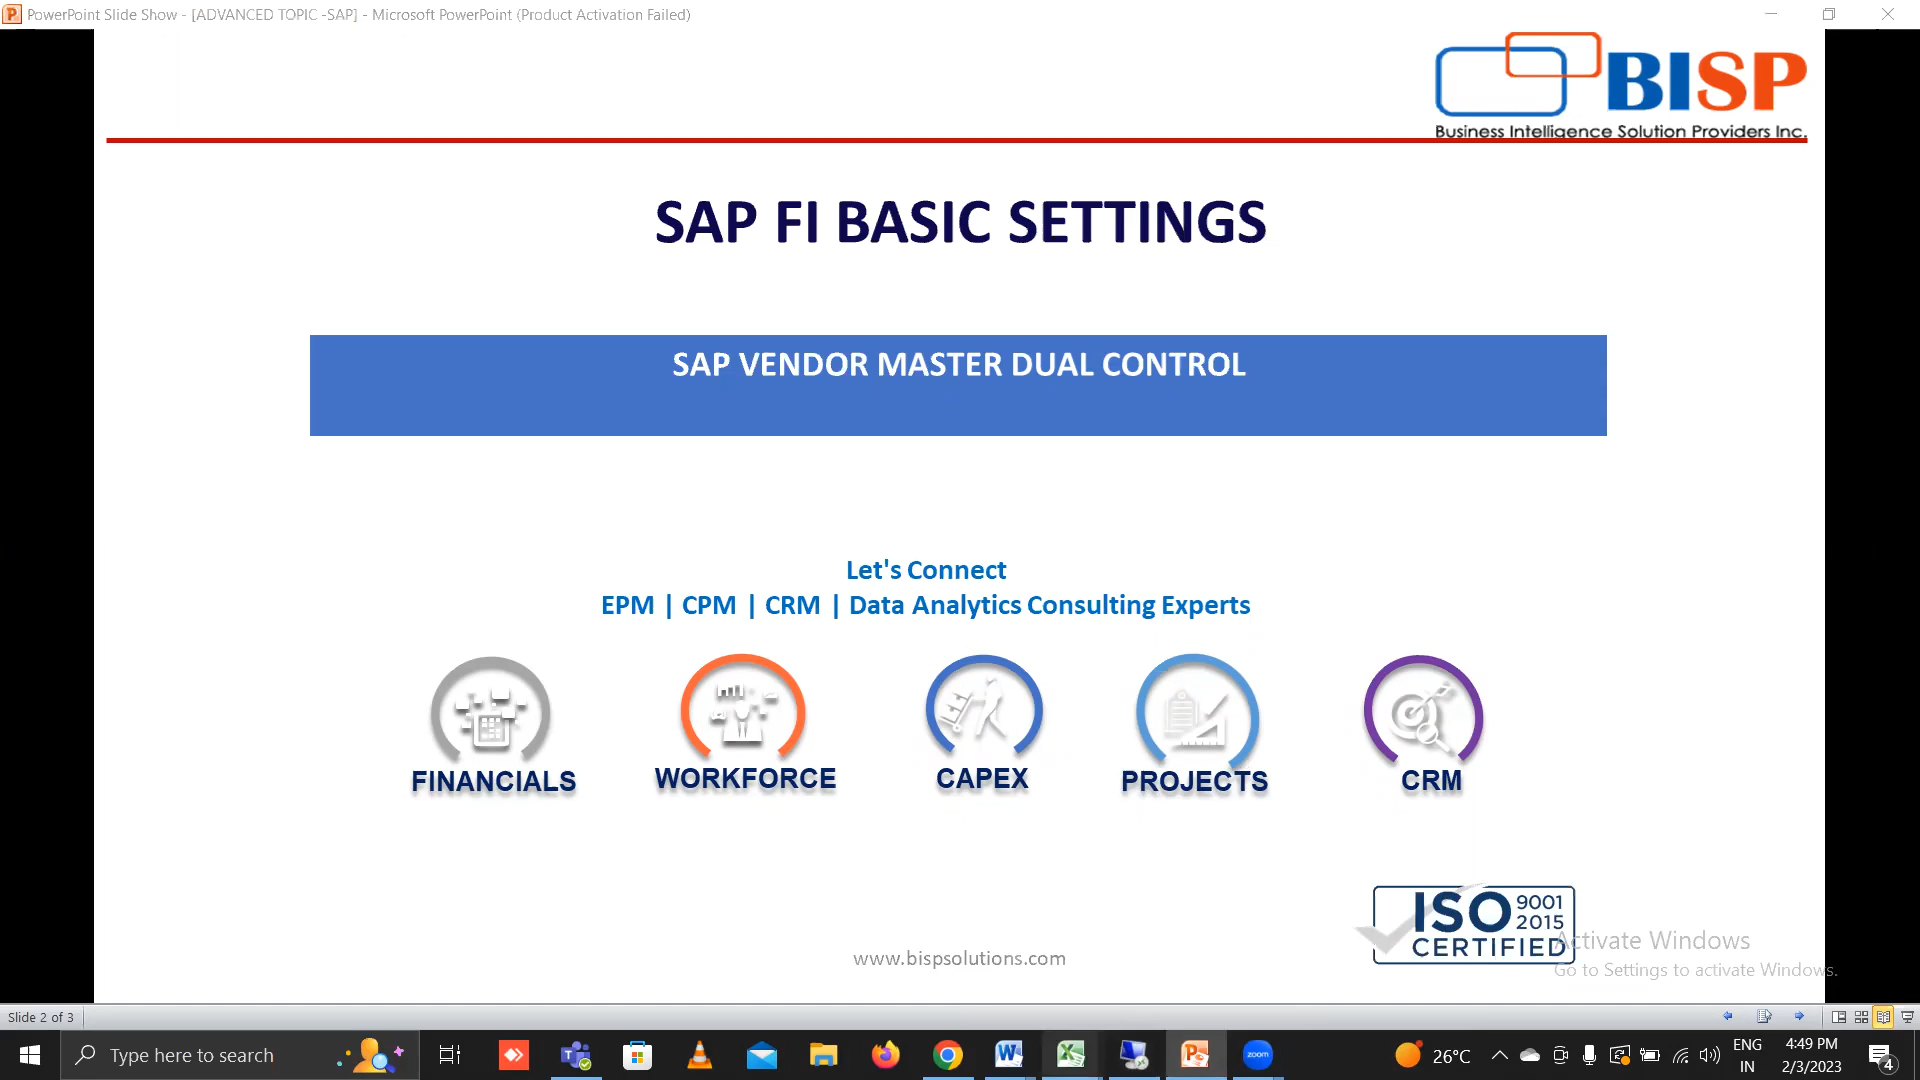 PowerPoint Slide Show - [ADVANCED TOPIC -SAP] - Microsoft PowerPoint (Product Activation Failed)
BISP
Business Intelligence Solution Providers Inc.
SAP FI BASIC SETTINGS
SAP VENDOR MASTER DUAL CONTROL
Let's Connect
EPM | CPM | CRM | Data Analytics Consulting Experts
FINANCIALS
WORKFORCE
CAPEX
PROJECTS
CRM
ISO 9001 2015
CERTIFIED
www.bispsolutions.com
Activate Windows
Go to Settings to activate Windows.
Slide 2 of 3
Type here to search
zoom
26°C
ENG
IN
4:49 PM
2/3/2023
4